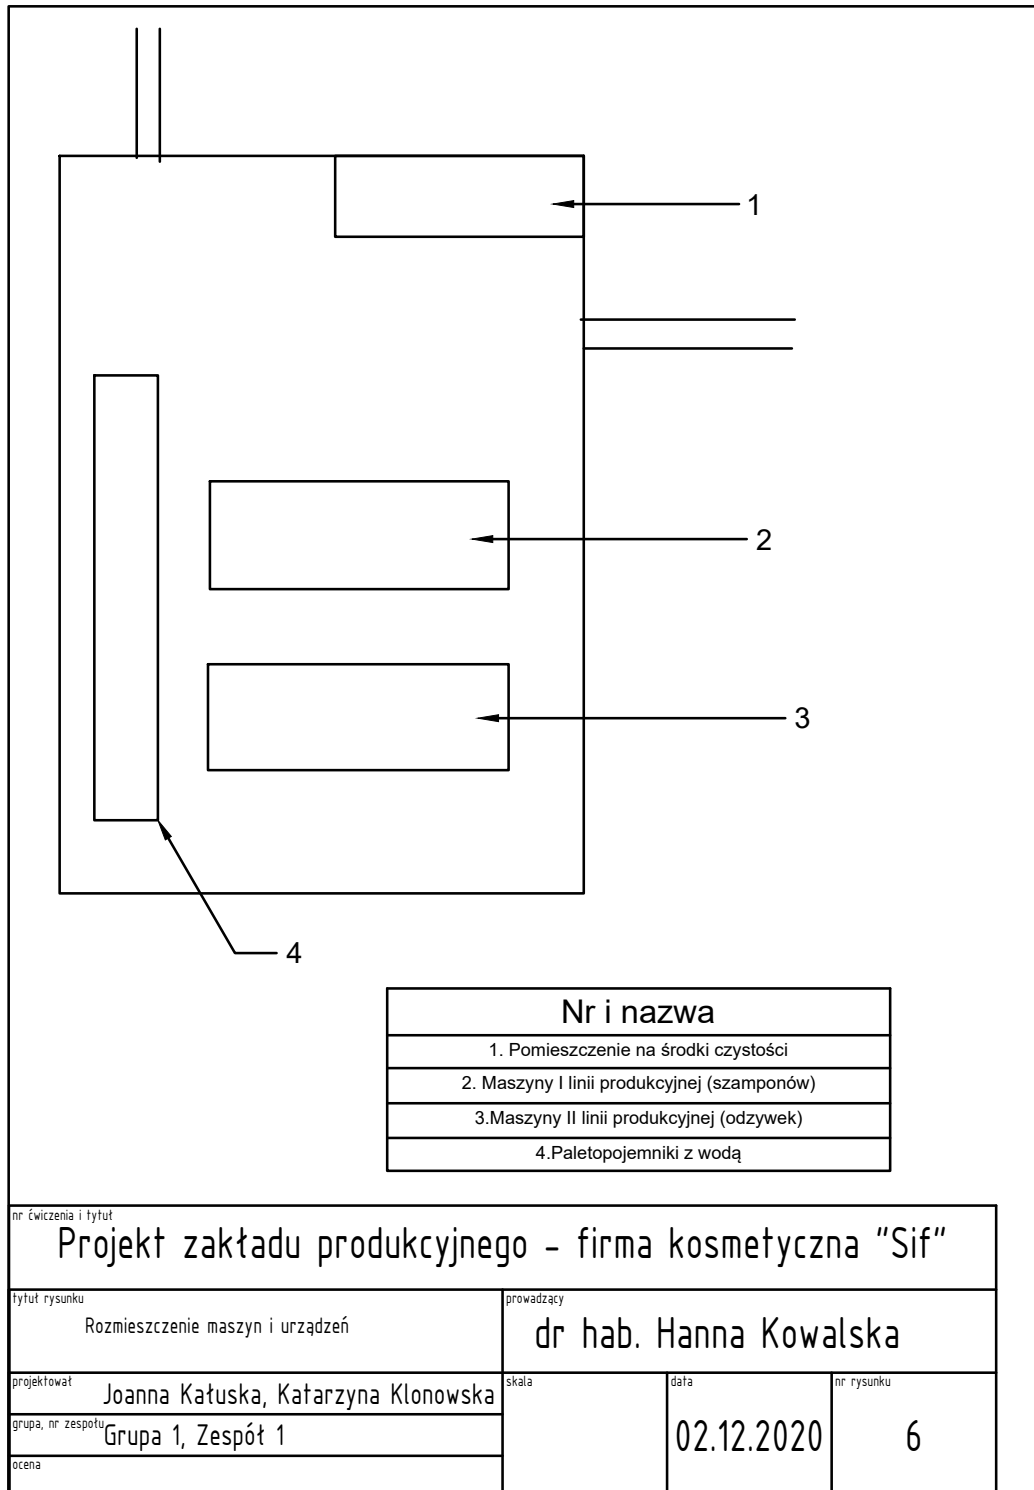 1
2
3
4
Nr i nazwa
1. Pomieszczenie na środki czystości
2. Maszyny I linii produkcyjnej (szamponów)
3.Maszyny II linii produkcyjnej (odzywek)
4.Paletopojemniki z wodą
nr ćwiczenia i tytuł
Projekt zakładu produkcyjnego - firma kosmetyczna "Sif"
tytuł rysunku
Rozmieszczenie maszyn i urządzeń
prowadzący
dr hab. Hanna Kowalska
projektował
Joanna Kałuska, Katarzyna Klonowska
grupa, nr zespołu
Grupa 1, Zespół 1
ocena
skala
data
02.12.2020
nr rysunku
6